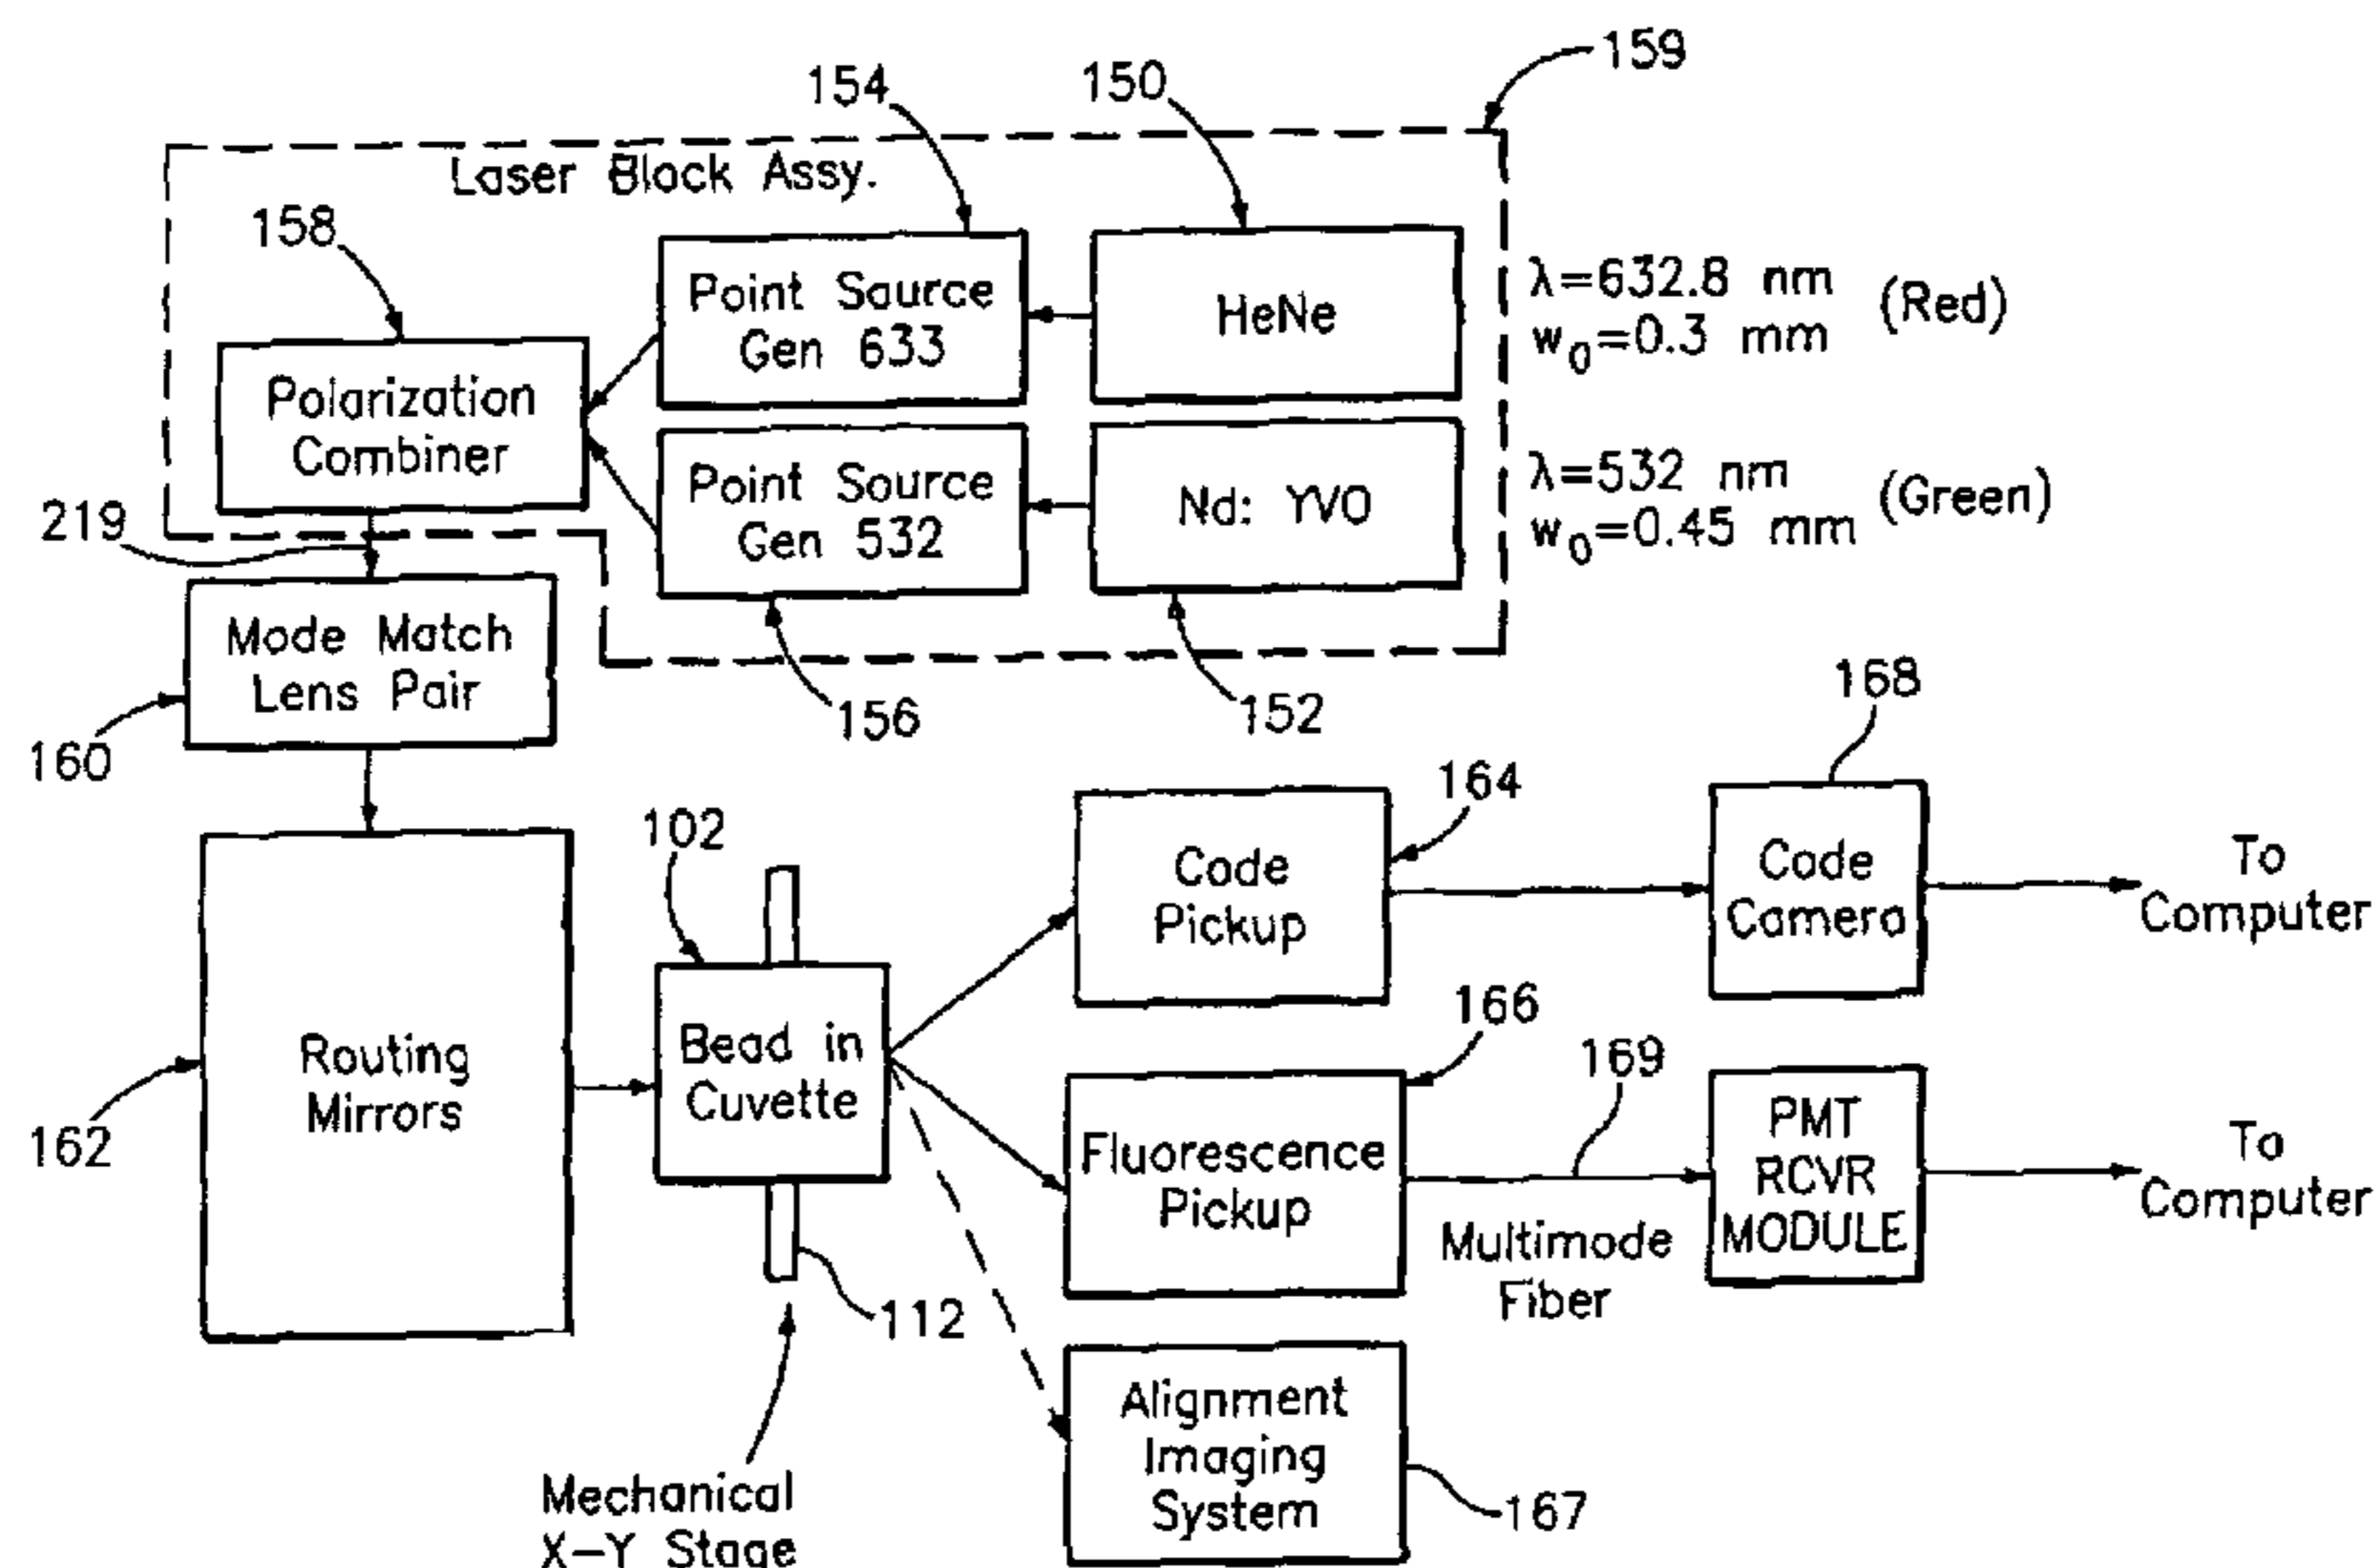 159
154
150
Laser Block Assy.
158
Point Source
Gen 633
HeNe
λ=632.8 nm
w₀=0.3 mm
(Red)
Polarization
Combiner
Point Source
Gen 532
Nd: YVO
λ=532 nm
w₀=0.45 mm
(Green)
219
Mode Match
Lens Pair
156
152
160
168
164
102
Code
Pickup
Code
Camera
To
Computer
Routing
Mirrors
162
Bead in
Cuvette
166
169
Fluorescence
Pickup
Multimode
Fiber
PMT
RCVR
MODULE
To
Computer
112
Mechanical
X-Y Stage
Alignment
Imaging
System
167